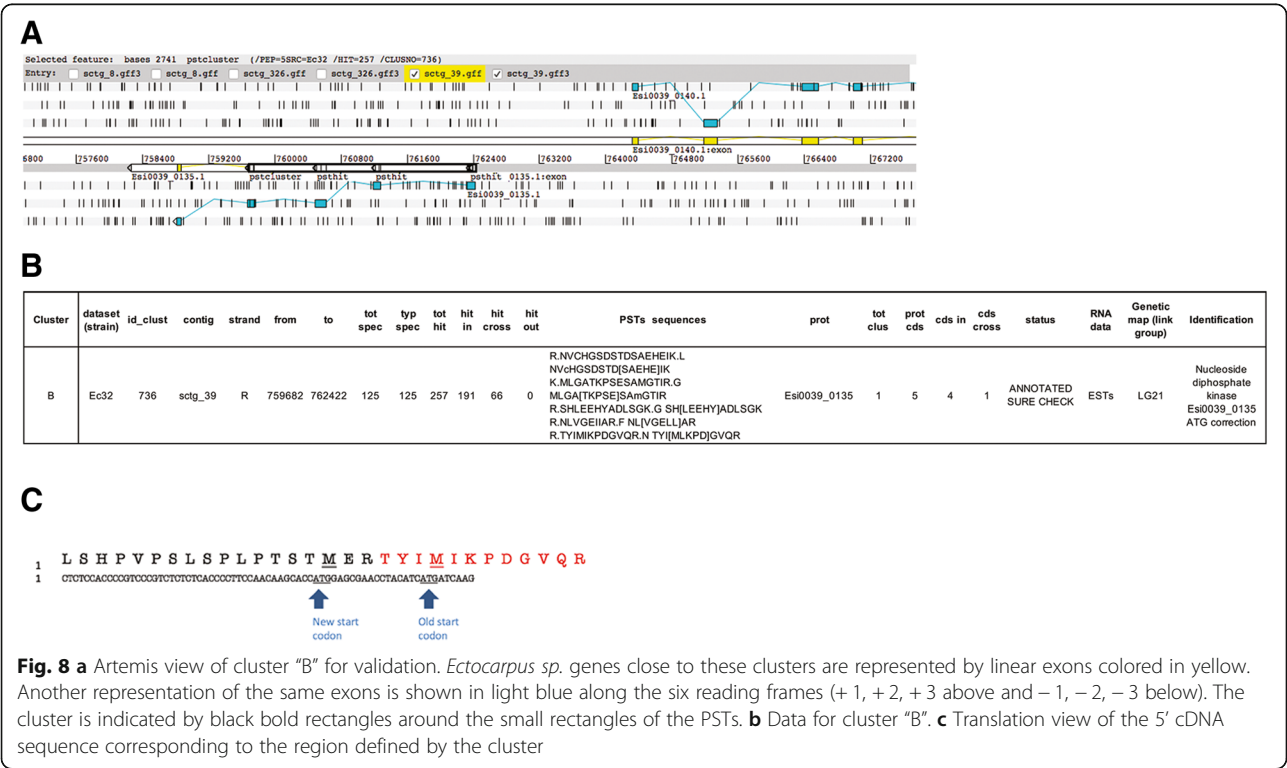 A
Selected feature: bases 2741 pstcluster (/PEP=5SRC=Ec32 /HIT=257 /CLUSNO=736)
Entry: sctg_8.gff3 sctg_8.gff sctg_326.gff sctg_326.gff3 sctg_39.gff sctg_39.gff3
Esi0039_0140.1
Esi0039_0140.1:exon
6800 757600 758400 759200 760000 760800 761600 762400 763200 764000 764800 765600 766400 767200
Esi0039_0135.1 pstcluster psthit psthit psthit_0135.1:exon
Esi0039_0135.1
B
Cluster dataset (strain) id_clust contig strand from to tot spec typ spec tot hit hit in hit cross hit out PSTs sequences prot tot clus prot cds cds in cds cross status RNA data Genetic map (link group) Identification
R.NVCHGSDSTDSAEHEIK.L
NVcHGSDSTD[SAEHE]IK
K.MLGATKPSESAMGTIR.G
MLGA[TKPSE]SAmGTIR
R.SHLEEHYADLSGK.G SH[LEEHY]ADLSGK
R.NLVGEIIAR.F NL[VGELL]AR
R.TYIMIKPDGVQR.N TYI[MLKPD]GVQR
B Ec32 736 sctg_39 R 759682 762422 125 125 257 191 66 0 Esi0039_0135 1 5 4 1 ANNOTATED SURE CHECK ESTs LG21 Nucleoside diphosphate kinase Esi0039_0135 ATG correction
C
1 L S H P V P S L S P L P T S T M E R T Y I M I K P D G V Q R
1 CTCTCCACCCCGTCCCGTCTCTCTCACCCCTTCCAACAAGCACCATGGAGCGAACCTACATCATGATCAAG
New start codon
Old start codon
Fig. 8 a Artemis view of cluster “B” for validation. Ectocarpus sp. genes close to these clusters are represented by linear exons colored in yellow.
Another representation of the same exons is shown in light blue along the six reading frames (+ 1, + 2, + 3 above and − 1, − 2, − 3 below). The
cluster is indicated by black bold rectangles around the small rectangles of the PSTs. b Data for cluster “B”. c Translation view of the 5’ cDNA
sequence corresponding to the region defined by the cluster